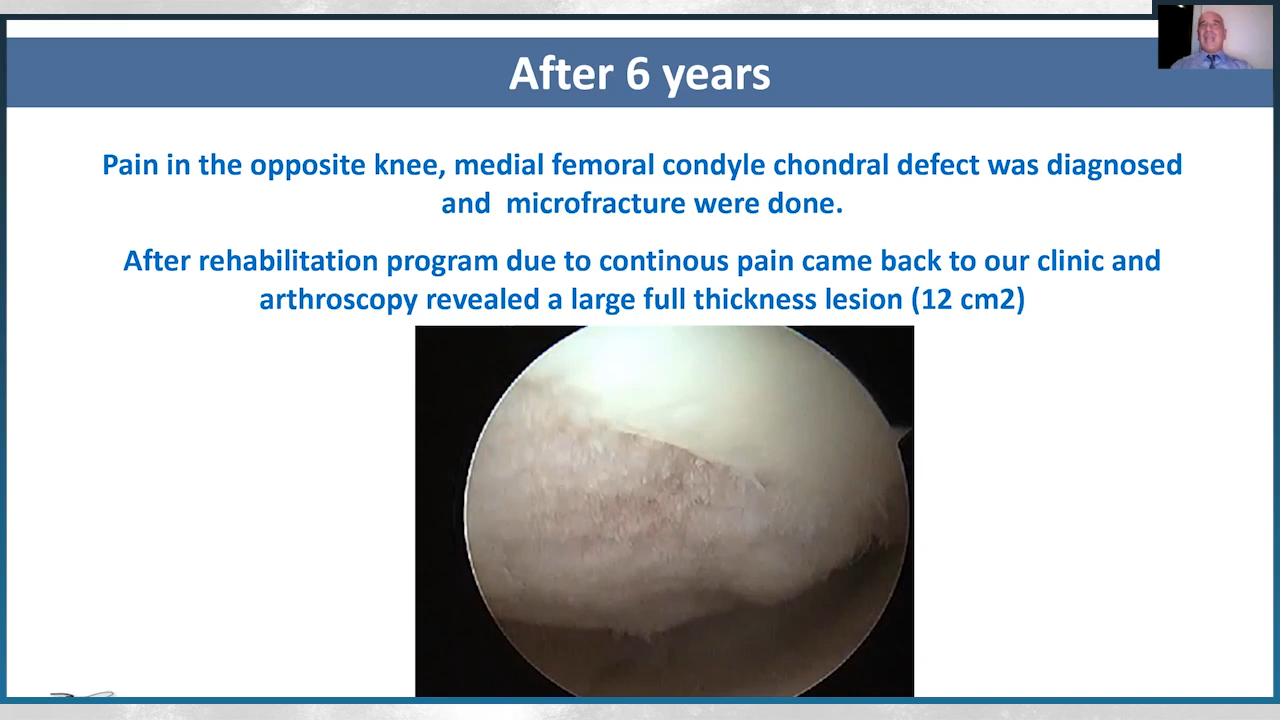 After 6 years
Pain in the opposite knee, medial femoral condyle chondral defect was diagnosed
and microfracture were done.
After rehabilitation program due to continous pain came back to our clinic and
arthroscopy revealed a large full thickness lesion (12 cm2)